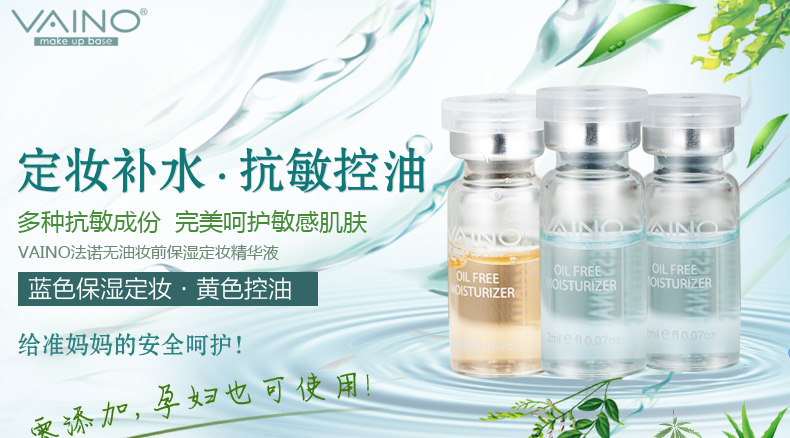 VAINO®
make up base
定妆补水·抗敏控油
多种抗敏成份 完美呵护敏感肌肤
VAINO法诺无油妆前保湿定妆精华液
蓝色保湿定妆·黄色控油
给准妈妈的安全呵护!
零添加,孕妇也可使用!
VAINO
OIL FREE
MOISTURIZER
VAINO
OIL FREE
MOISTURIZER
2ml e fl 0.07oz
OIL FREE
MOISTURIZER
2ml e fl 0.07oz